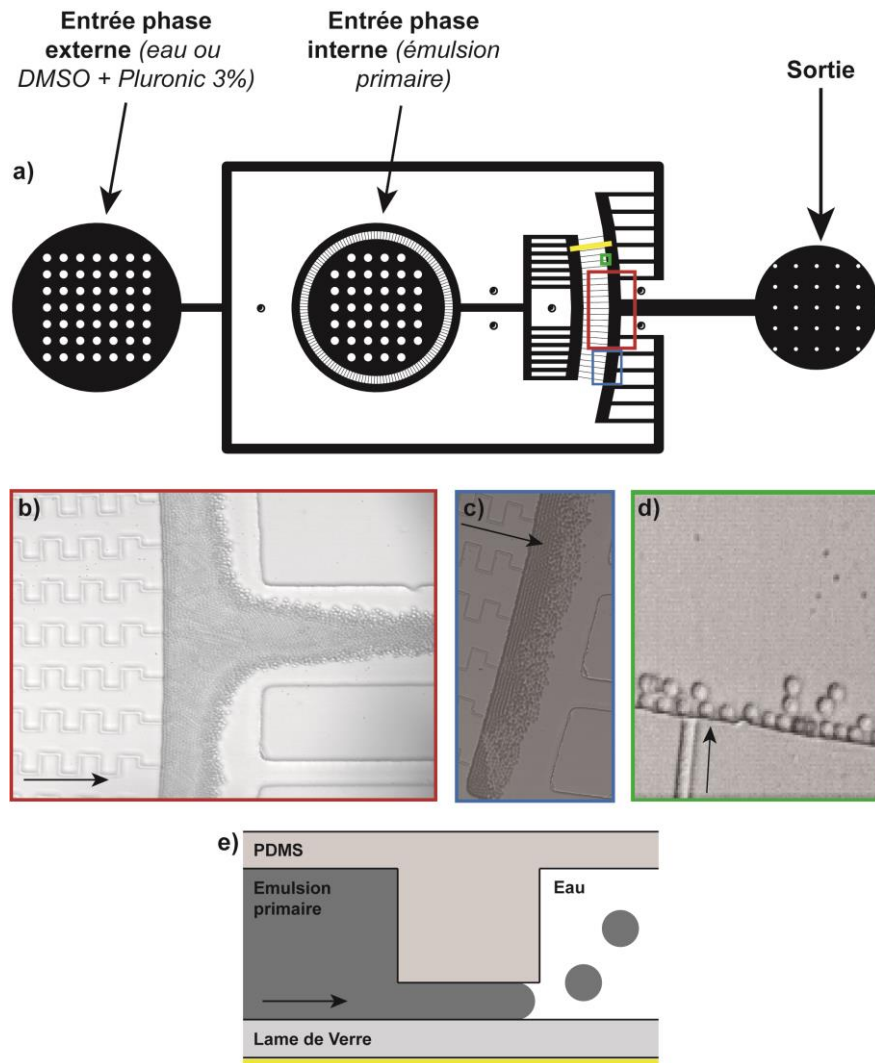 Entrée phase
externe (eau ou
DMSO + Pluronic 3%)
Entrée phase
interne (émulsion
primaire)
Sortie
a)
b)
c)
d)
e)
PDMS
Emulsion
primaire
Eau
Lame de Verre